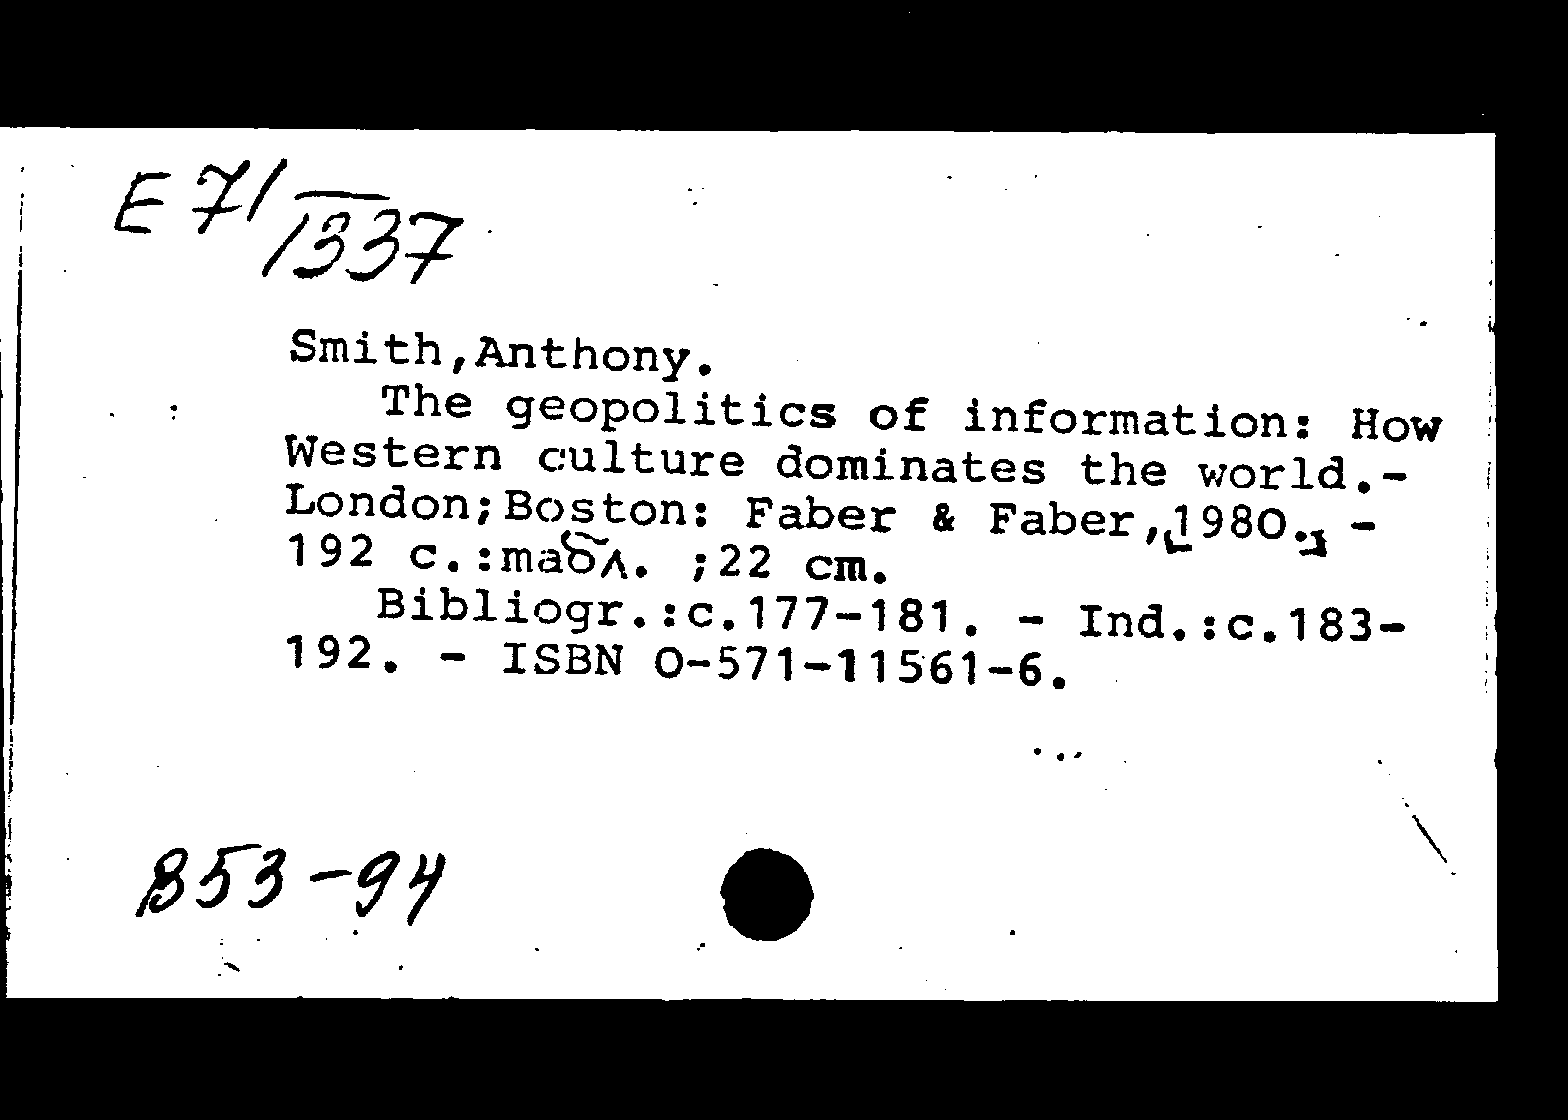 E 71/
1337
Smith,Anthony.
The geopolitics of information: How
Western culture dominates the world.-
London;Boston: Faber & Faber,[1980.] -
192 c.:табл. ;22 cm.
Bibliogr.:c.177-181. - Ind.:c.183-
192. - ISBN 0-571-11561-6.
853-94